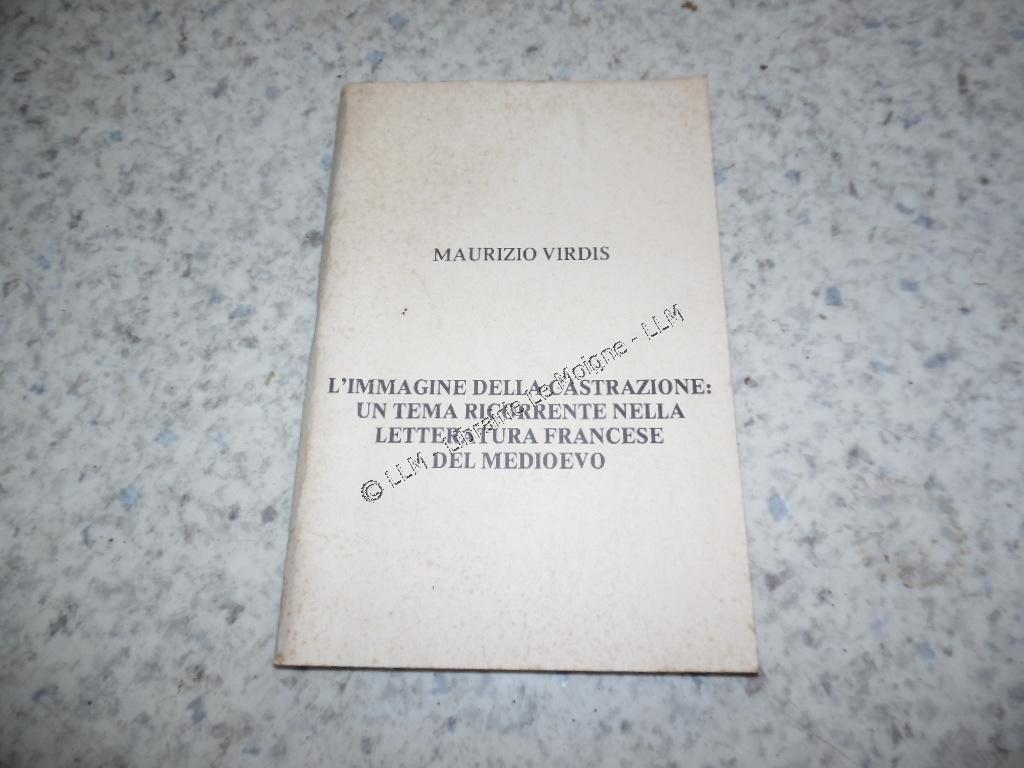 MAURIZIO VIRDIS
L'IMMAGINE DELLA CASTRAZIONE:
UN TEMA RICORRENTE NELLA
LETTERATURA FRANCESE
DEL MEDIOEVO
© LLM - Librairie Le Moigne - LLM